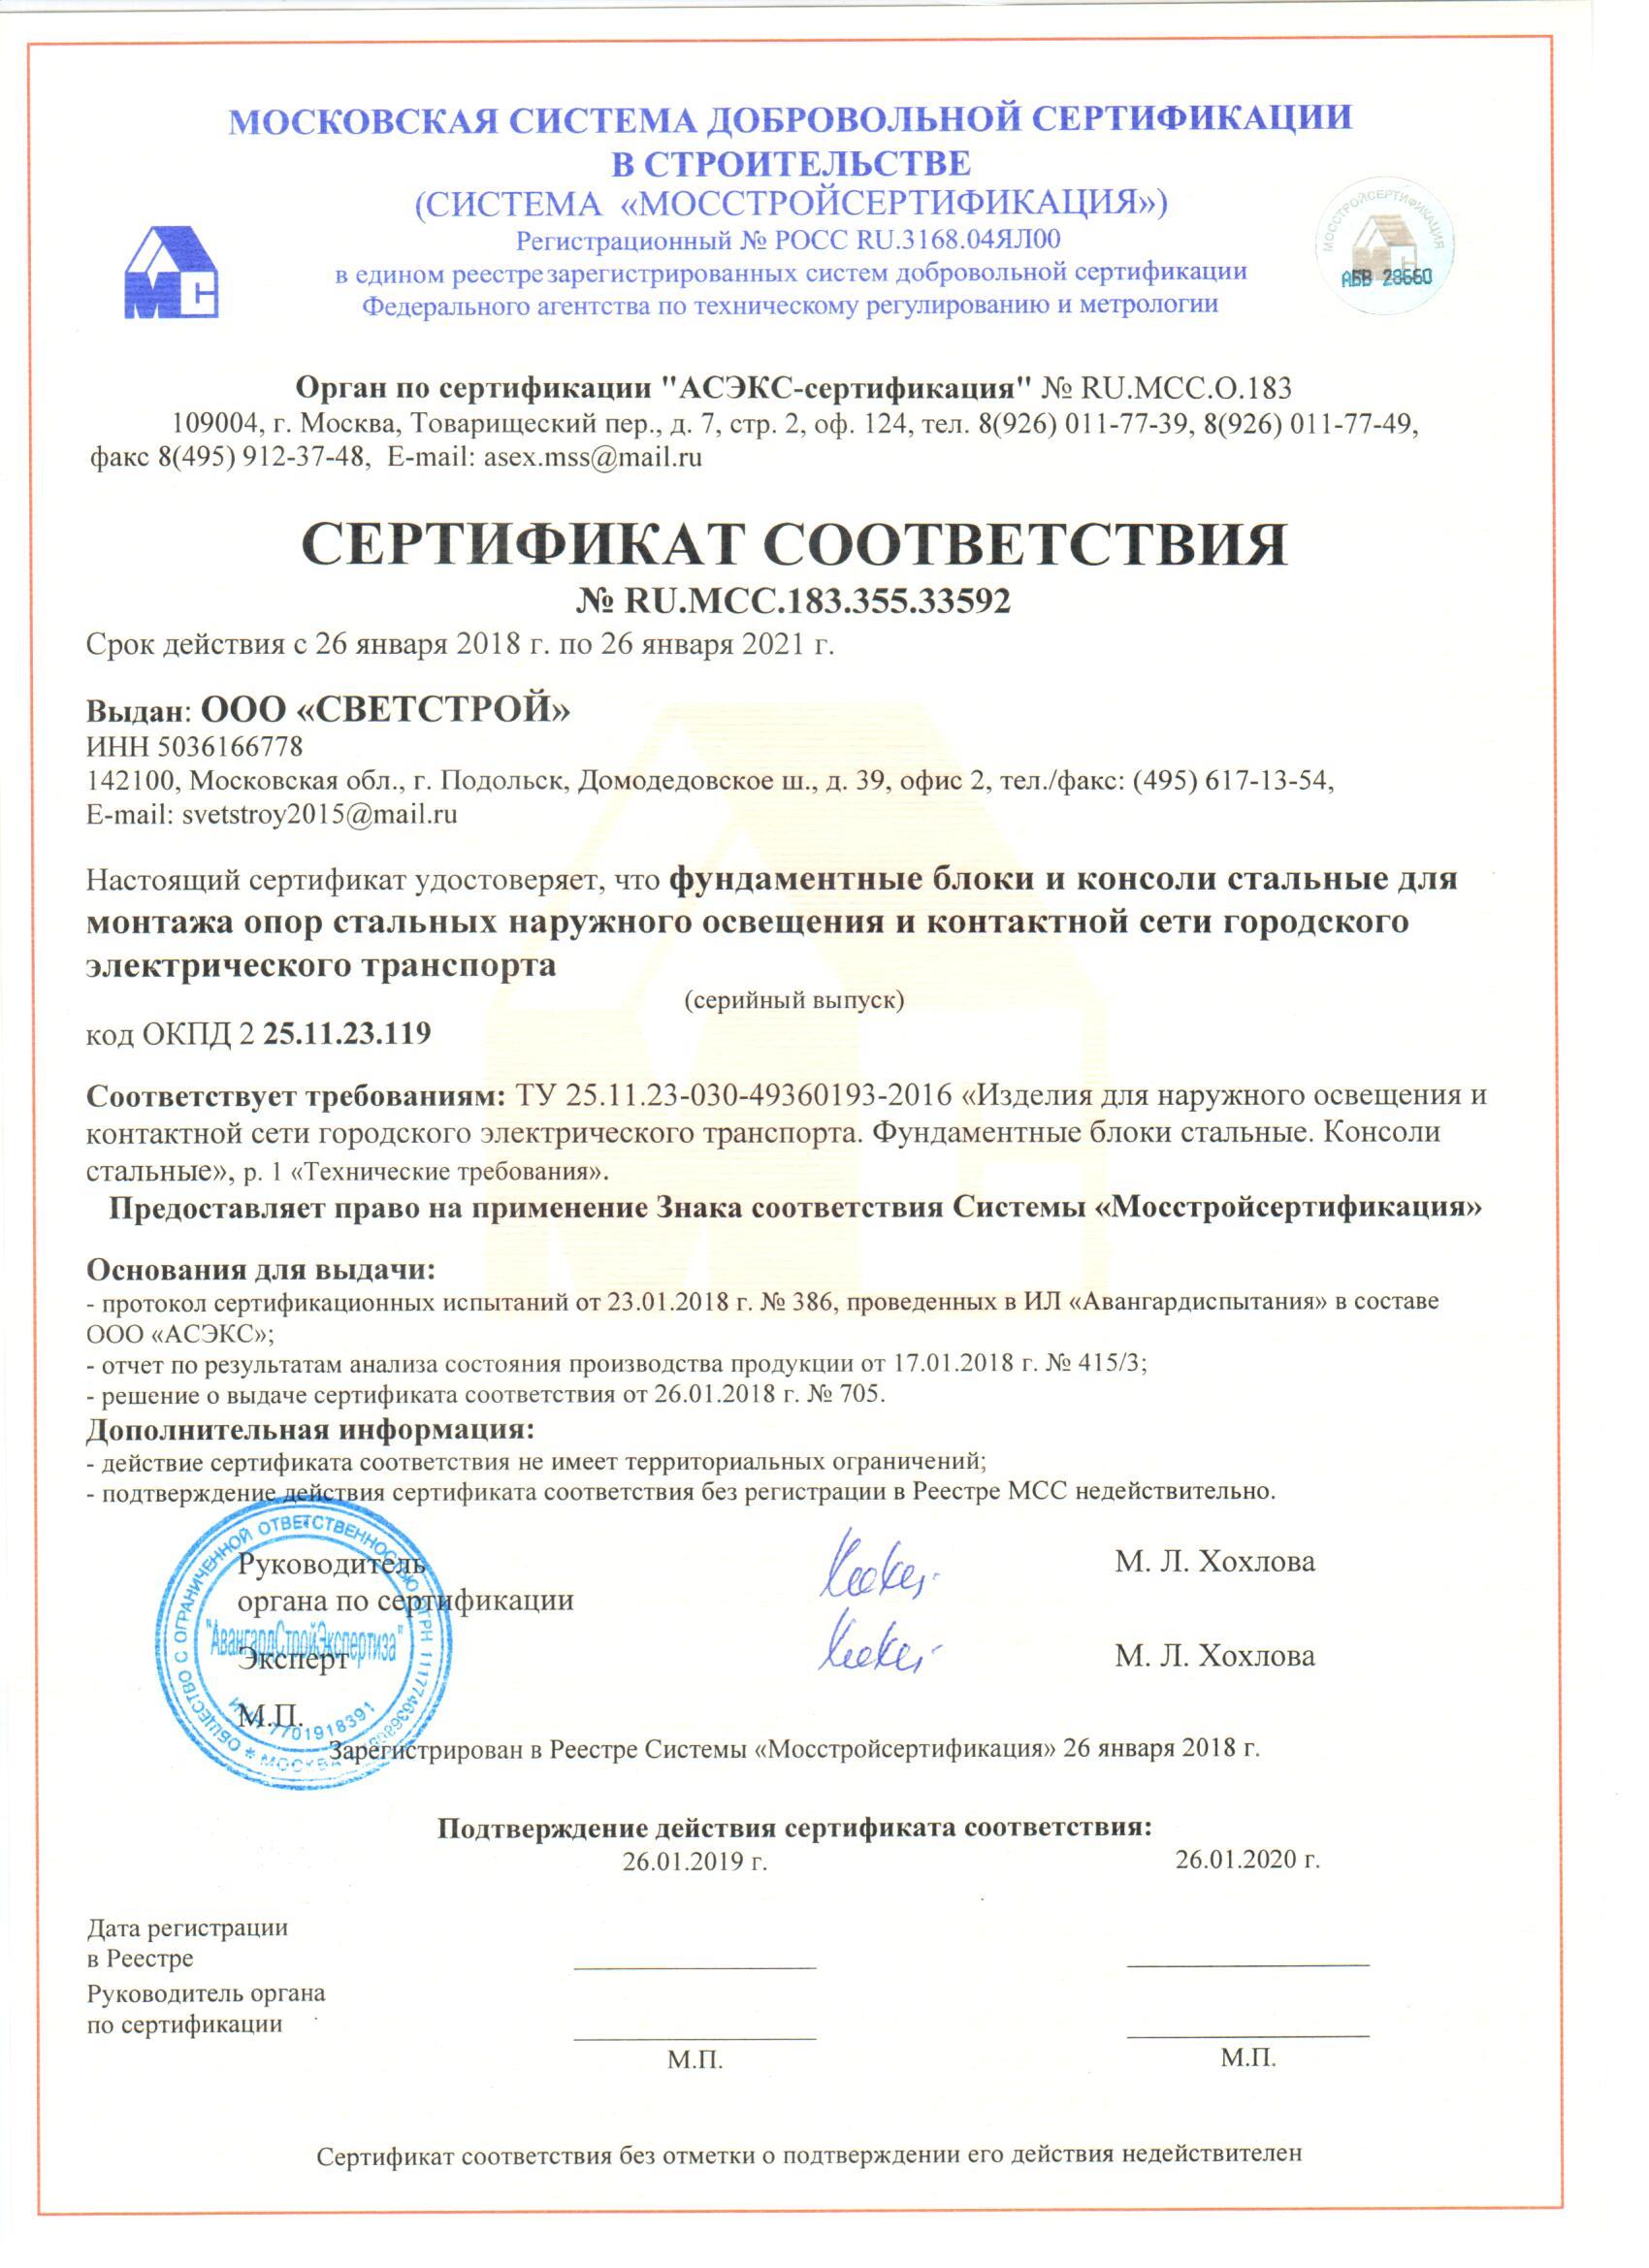 МОСКОВСКАЯ СИСТЕМА ДОБРОВОЛЬНОЙ СЕРТИФИКАЦИИ
В СТРОИТЕЛЬСТВЕ
(СИСТЕМА «МОССТРОЙСЕРТИФИКАЦИЯ»)
Регистрационный № РОСС RU.3168.04ЯЛ00
в едином реестре зарегистрированных систем добровольной сертификации
Федерального агентства по техническому регулированию и метрологии
МС
МОССТРОЙСЕРТИФИКАЦИЯ
АБВ 28660
Орган по сертификации "АСЭКС-сертификация" № RU.МСС.О.183
109004, г. Москва, Товарищеский пер., д. 7, стр. 2, оф. 124, тел. 8(926) 011-77-39, 8(926) 011-77-49,
факс 8(495) 912-37-48, E-mail: asex.mss@mail.ru
СЕРТИФИКАТ СООТВЕТСТВИЯ
№ RU.МСС.183.355.33592
Срок действия с 26 января 2018 г. по 26 января 2021 г.
Выдан: ООО «СВЕТСТРОЙ»
ИНН 5036166778
142100, Московская обл., г. Подольск, Домодедовское ш., д. 39, офис 2, тел./факс: (495) 617-13-54,
E-mail: svetstroy2015@mail.ru
Настоящий сертификат удостоверяет, что фундаментные блоки и консоли стальные для
монтажа опор стальных наружного освещения и контактной сети городского
электрического транспорта
(серийный выпуск)
код ОКПД 2 25.11.23.119
Соответствует требованиям: ТУ 25.11.23-030-49360193-2016 «Изделия для наружного освещения и
контактной сети городского электрического транспорта. Фундаментные блоки стальные. Консоли
стальные», р. 1 «Технические требования».
Предоставляет право на применение Знака соответствия Системы «Мосстройсертификация»
Основания для выдачи:
- протокол сертификационных испытаний от 23.01.2018 г. № 386, проведенных в ИЛ «Авангардиспытания» в составе
ООО «АСЭКС»;
- отчет по результатам анализа состояния производства продукции от 17.01.2018 г. № 415/3;
- решение о выдаче сертификата соответствия от 26.01.2018 г. № 705.
Дополнительная информация:
- действие сертификата соответствия не имеет территориальных ограничений;
- подтверждение действия сертификата соответствия без регистрации в Реестре МСС недействительно.
Руководитель
органа по сертификации
М. Л. Хохлова
Эксперт
М. Л. Хохлова
М.П.
ОБЩЕСТВО С ОГРАНИЧЕННОЙ ОТВЕТСТВЕННОСТЬЮ ОГРН
"АвангардСтройЭкспертиза"
ИНН 7701918391
* МОСКВА
Зарегистрирован в Реестре Системы «Мосстройсертификация» 26 января 2018 г.
Подтверждение действия сертификата соответствия:
26.01.2019 г. 26.01.2020 г.
Дата регистрации
в Реестре
Руководитель органа
по сертификации
М.П. М.П.
Сертификат соответствия без отметки о подтверждении его действия недействителен